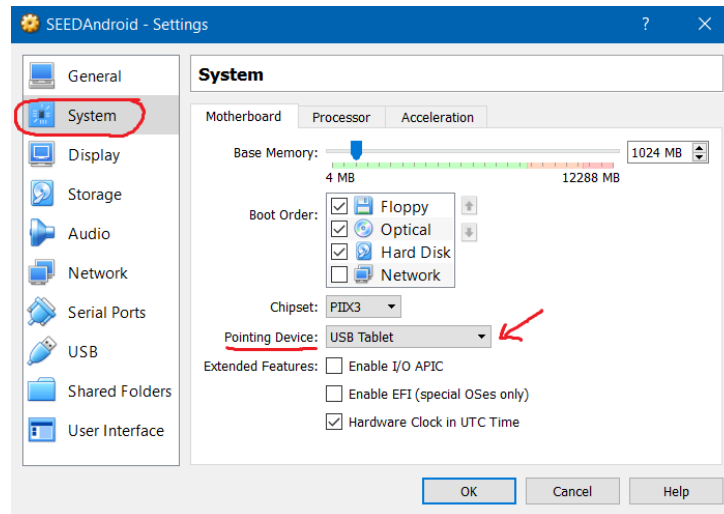 SEEDAndroid - Settings
? ×
General
System
Display
Storage
Audio
Network
Serial Ports
USB
Shared Folders
User Interface
System
Motherboard Processor Acceleration
Base Memory: 1024 MB
4 MB 12288 MB
Boot Order:
Floppy
Optical
Hard Disk
Network
Chipset: PIIX3
Pointing Device: USB Tablet
Extended Features: Enable I/O APIC
Enable EFI (special OSes only)
Hardware Clock in UTC Time
OK Cancel Help